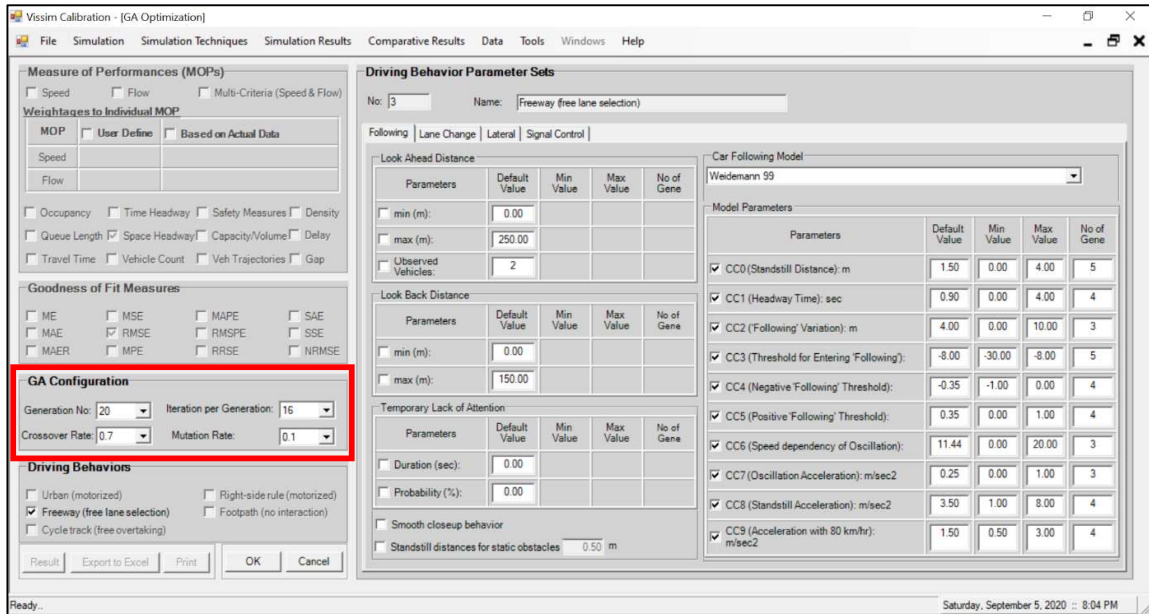 Vissim Calibration - [GA Optimization]
File Simulation Simulation Techniques Simulation Results Comparative Results Data Tools Windows Help
Measure of Performances (MOPs)
Speed Flow Multi-Criteria (Speed & Flow)
Weightages to Individual MOP
MOP User Define Based on Actual Data
Speed
Flow
Occupancy Time Headway Safety Measures Density
Queue Length Space Headway Capacity/Volume Delay
Travel Time Vehicle Count Veh Trajectories Gap
Goodness of Fit Measures
ME MSE MAPE SAE
MAE RMSE RMSPE SSE
MAER MPE RRSE NRMSE
GA Configuration
Generation No: 20 Iteration per Generation: 16
Crossover Rate: 0.7 Mutation Rate: 0.1
Driving Behaviors
Urban (motorized) Right-side rule (motorized)
Freeway (free lane selection) Footpath (no interaction)
Cycle track (free overtaking)
Result Export to Excel Print OK Cancel
Driving Behavior Parameter Sets
No: 3 Name: Freeway (free lane selection)
Following Lane Change Lateral Signal Control
Look Ahead Distance
Parameters Default Value Min Value Max Value No of Gene
min (m): 0.00
max (m): 250.00
Observed Vehicles: 2
Look Back Distance
Parameters Default Value Min Value Max Value No of Gene
min (m): 0.00
max (m): 150.00
Temporary Lack of Attention
Parameters Default Value Min Value Max Value No of Gene
Duration (sec): 0.00
Probability (%): 0.00
Smooth closeup behavior
Standstill distances for static obstacles 0.50 m
Car Following Model
Weidemann 99
Model Parameters
Parameters Default Value Min Value Max Value No of Gene
CC0 (Standstill Distance): m 1.50 0.00 4.00 5
CC1 (Headway Time): sec 0.90 0.00 4.00 4
CC2 ('Following' Variation): m 4.00 0.00 10.00 3
CC3 (Threshold for Entering 'Following'): -8.00 -30.00 -8.00 5
CC4 (Negative 'Following' Threshold): -0.35 -1.00 0.00 4
CC5 (Positive 'Following' Threshold): 0.35 0.00 1.00 4
CC6 (Speed dependency of Oscillation): 11.44 0.00 20.00 3
CC7 (Oscillation Acceleration): m/sec2 0.25 0.00 1.00 3
CC8 (Standstill Acceleration): m/sec2 3.50 1.00 8.00 4
CC9 (Acceleration with 80 km/hr): m/sec2 1.50 0.50 3.00 4
Ready..
Saturday, September 5, 2020 :: 8:04 PM